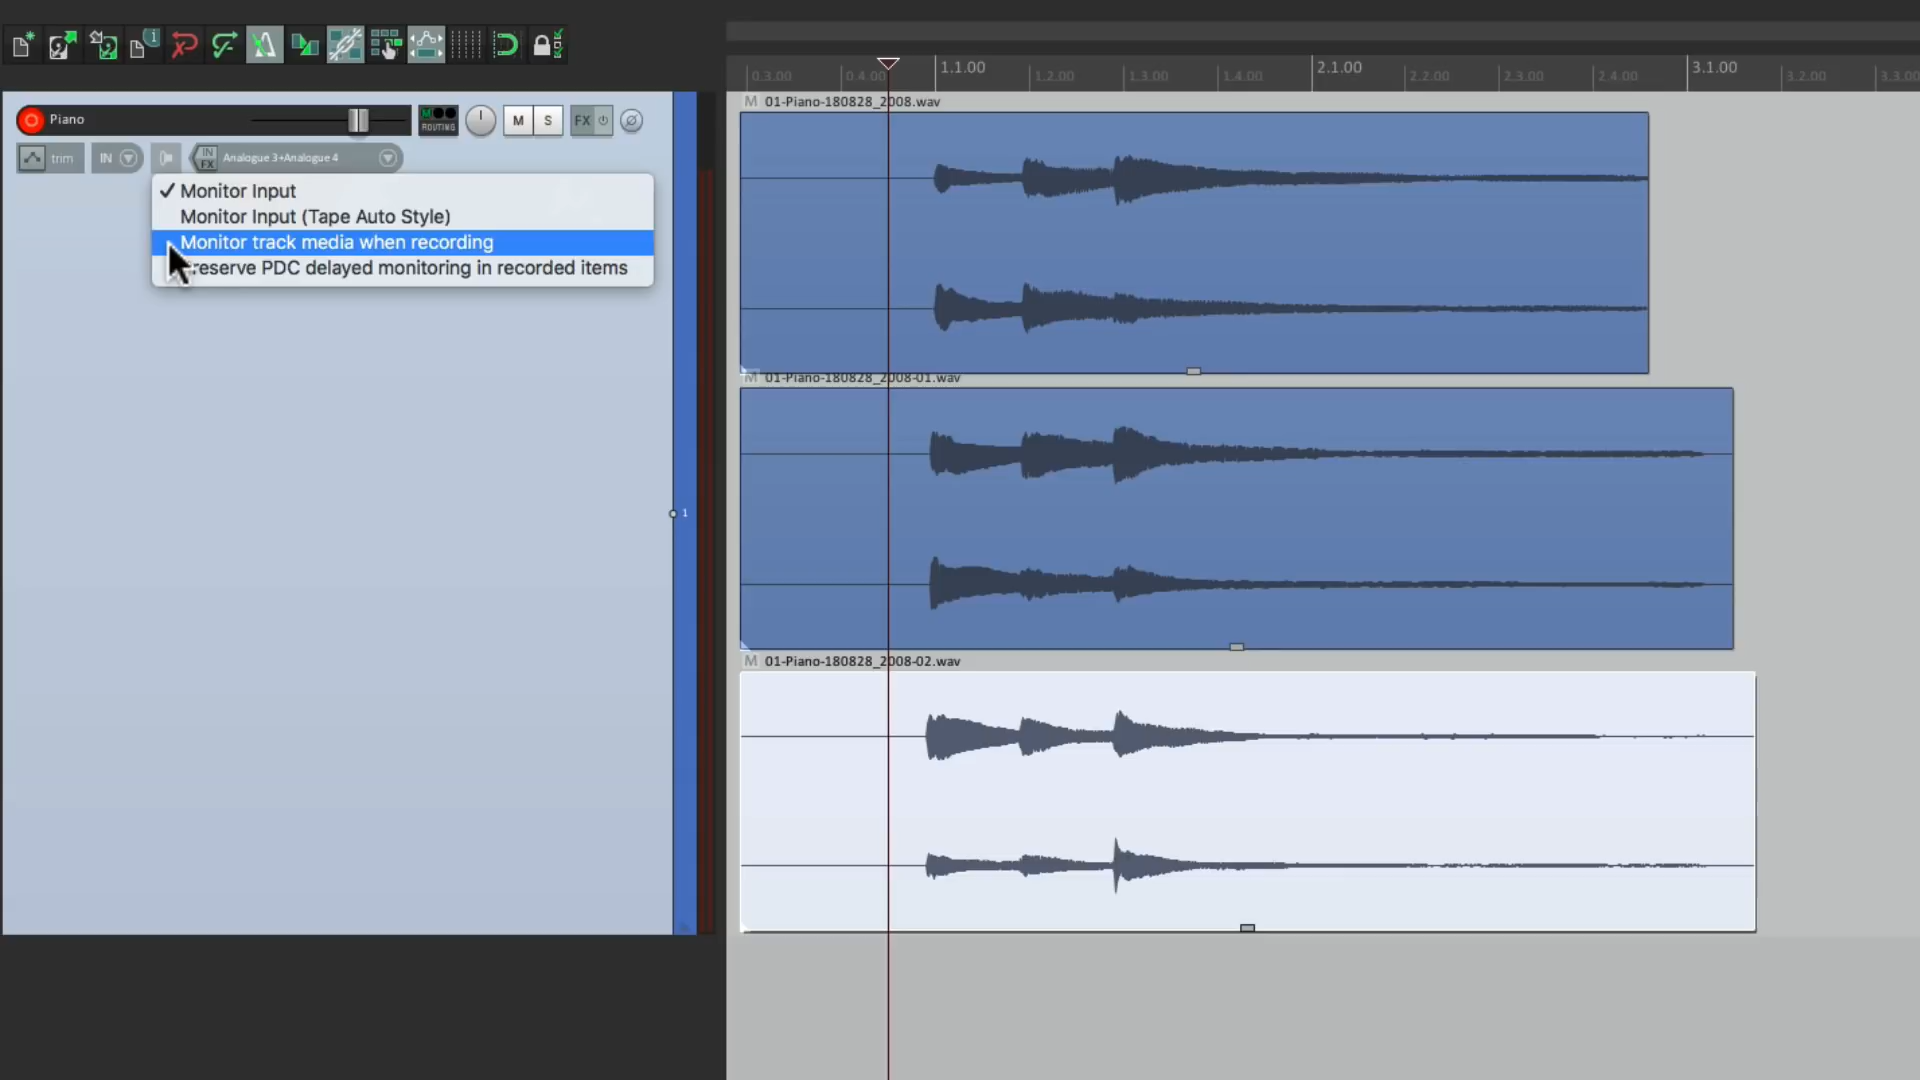 0.3.00 0.4.00 1.1.00 1.2.00 1.3.00 1.4.00 2.1.00 2.2.00 2.3.00 2.4.00 3.1.00 3.2.00 3.3.00
Piano
ROUTING
M S FX
trim IN IN FX Analogue 3+Analogue 4
✓ Monitor Input
Monitor Input (Tape Auto Style)
Monitor track media when recording
reserve PDC delayed monitoring in recorded items
1
M 01-Piano-180828_2008.wav
M 01-Piano-180828_2008-01.wav
M 01-Piano-180828_2008-02.wav